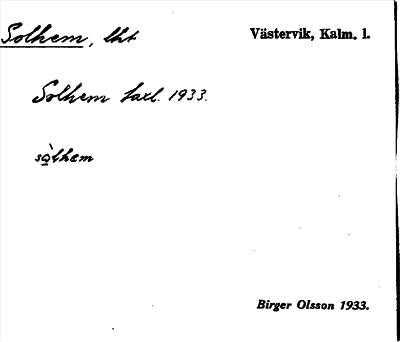 Solhem, lht Västervik, Kalm. l.
Solhem taxl. 1933.
sòlhem
Birger Olsson 1933.